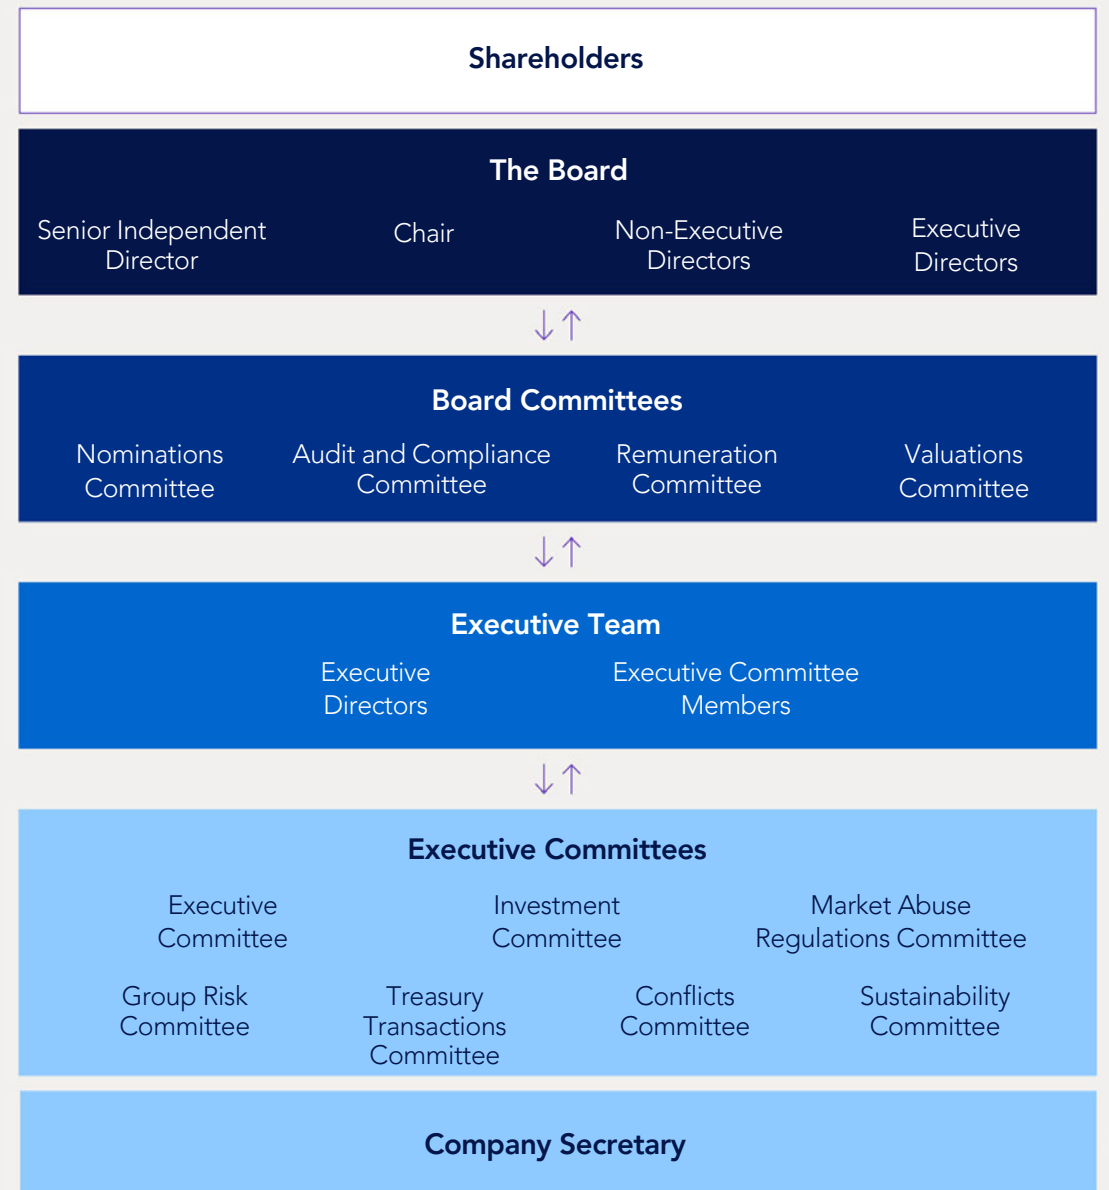 Shareholders
The Board
Senior Independent
Director
Chair
Non-Executive
Directors
Executive
Directors
↓↑
Board Committees
Nominations
Committee
Audit and Compliance
Committee
Remuneration
Committee
Valuations
Committee
↓↑
Executive Team
Executive
Directors
Executive Committee
Members
↓↑
Executive Committees
Executive
Committee
Investment
Committee
Market Abuse
Regulations Committee
Group Risk
Committee
Treasury
Transactions
Committee
Conflicts
Committee
Sustainability
Committee
Company Secretary